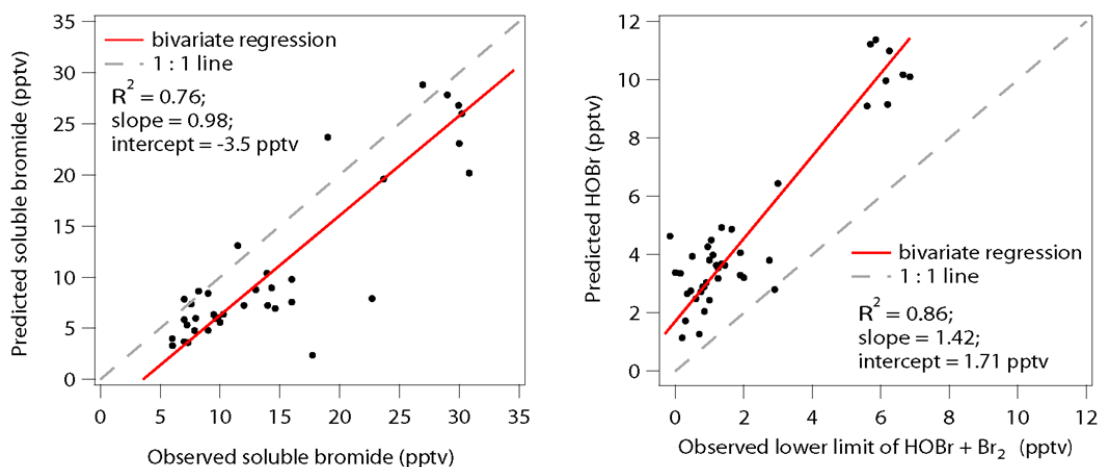 Predicted soluble bromide (pptv)
35
30
25
20
15
10
5
0
bivariate regression
1 : 1 line
R² = 0.76;
slope = 0.98;
intercept = -3.5 pptv
0 5 10 15 20 25 30 35
Observed soluble bromide (pptv)
Predicted HOBr (pptv)
12
10
8
6
4
2
0
bivariate regression
1 : 1 line
R² = 0.86;
slope = 1.42;
intercept = 1.71 pptv
0 2 4 6 8 10 12
Observed lower limit of HOBr + Br₂ (pptv)